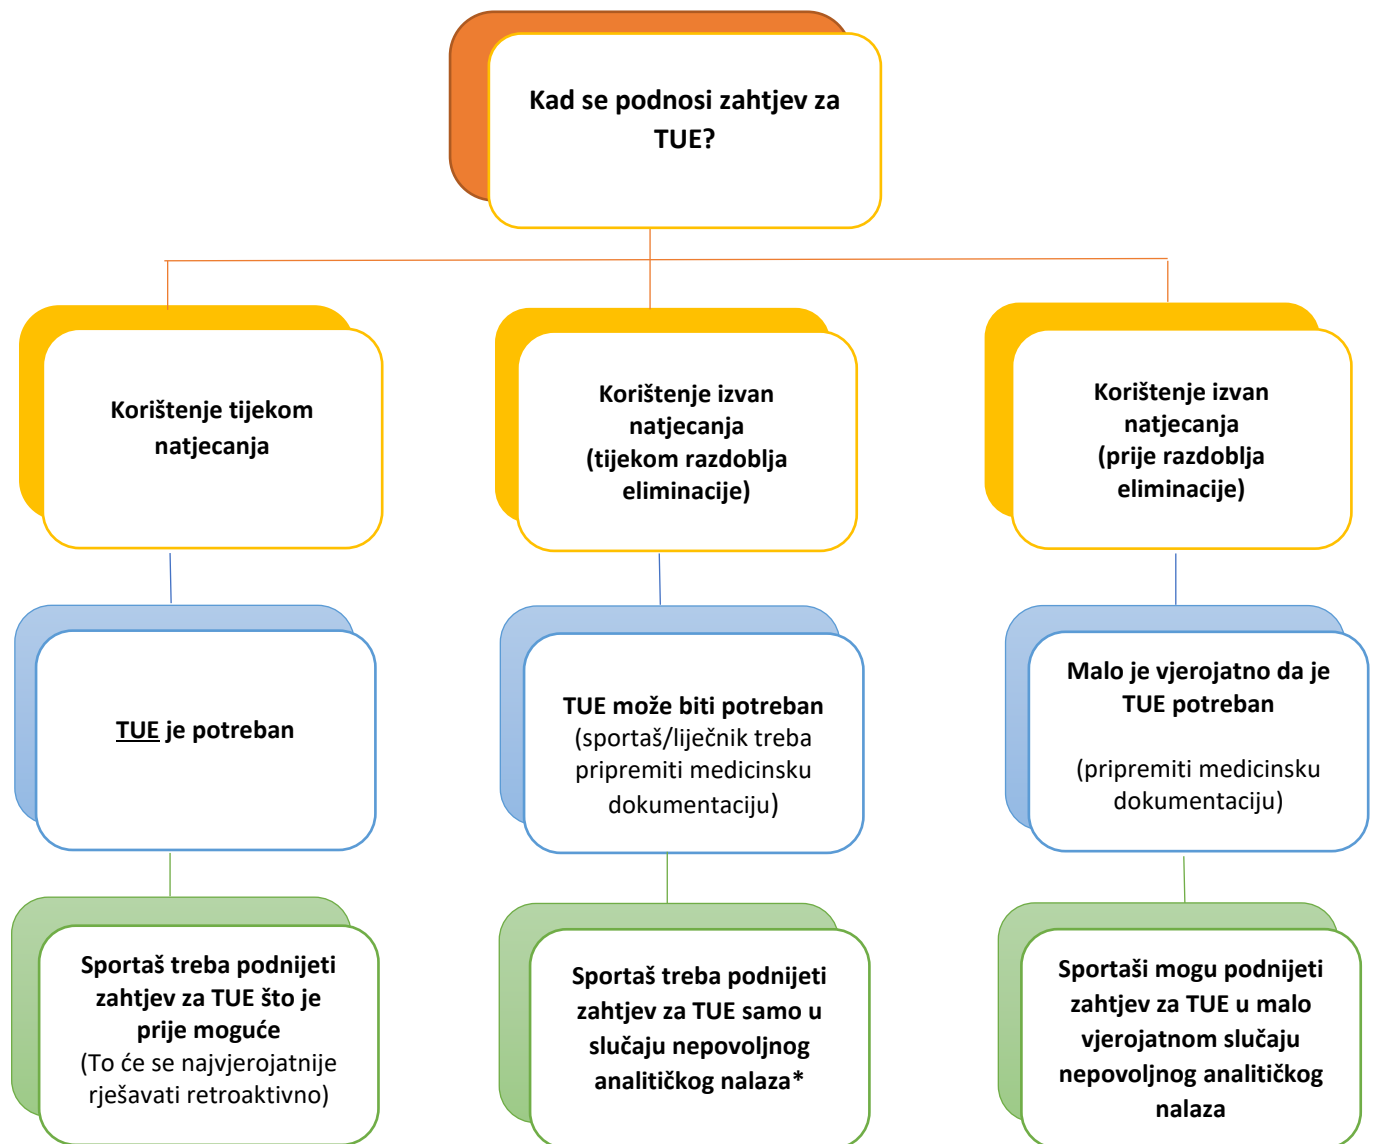 Kad se podnosi zahtjev za
TUE?
Korištenje tijekom
natjecanja
Korištenje izvan
natjecanja
(tijekom razdoblja
eliminacije)
Korištenje izvan
natjecanja
(prije razdoblja
eliminacije)
TUE je potreban
TUE može biti potreban
(sportaš/liječnik treba
pripremiti medicinsku
dokumentaciju)
Malo je vjerojatno da je
TUE potreban
(pripremiti medicinsku
dokumentaciju)
Sportaš treba podnijeti
zahtjev za TUE što je
prije moguće
(To će se najvjerojatnije
rješavati retroaktivno)
Sportaš treba podnijeti
zahtjev za TUE samo u
slučaju nepovoljnog
analitičkog nalaza*
Sportaši mogu podnijeti
zahtjev za TUE u malo
vjerojatnom slučaju
nepovoljnog analitičkog
nalaza